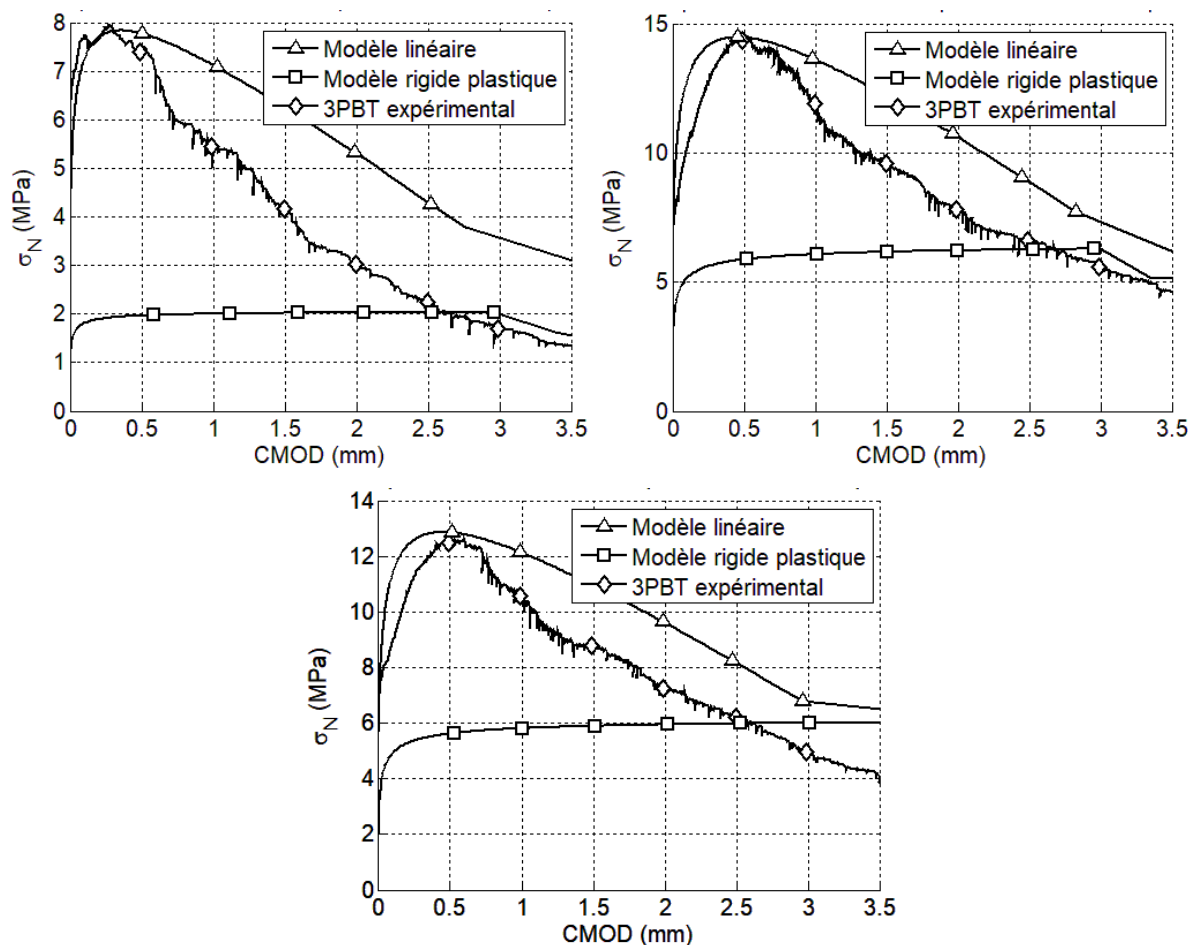 8
7
6
5
4
3
2
1
0
σN (MPa)
0 0.5 1 1.5 2 2.5 3 3.5
CMOD (mm)
Modèle linéaire
Modèle rigide plastique
3PBT expérimental
15
10
5
0
σN (MPa)
0 0.5 1 1.5 2 2.5 3 3.5
CMOD (mm)
Modèle linéaire
Modèle rigide plastique
3PBT expérimental
14
12
10
8
6
4
2
0
σN (MPa)
0 0.5 1 1.5 2 2.5 3 3.5
CMOD (mm)
Modèle linéaire
Modèle rigide plastique
3PBT expérimental